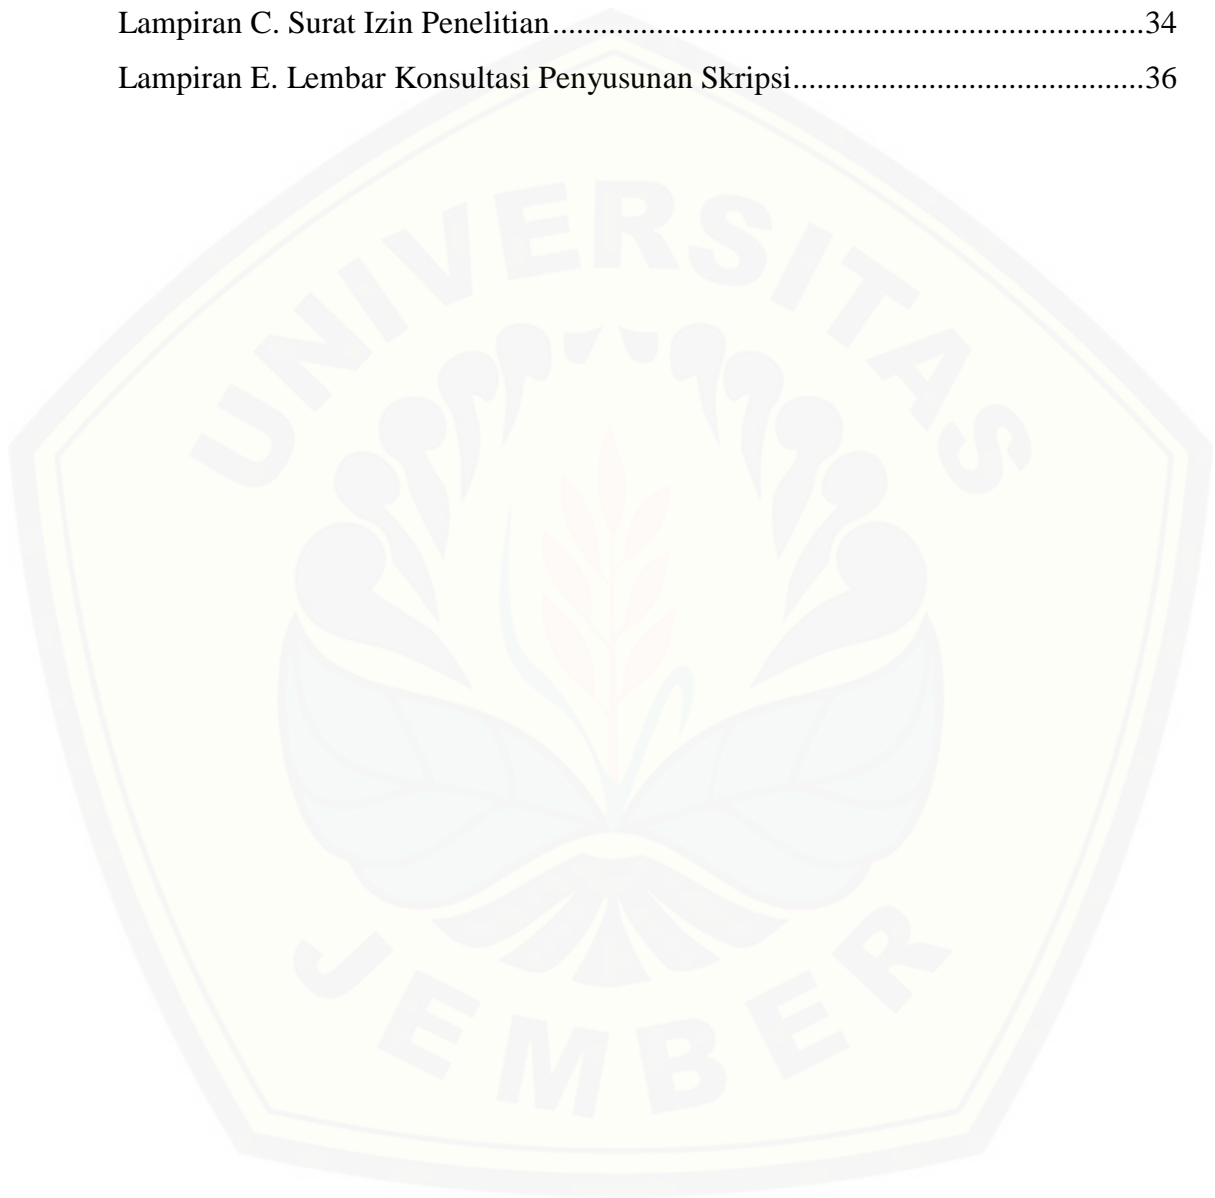 Lampiran C. Surat Izin Penelitian..........................................................................34
Lampiran E. Lembar Konsultasi Penyusunan Skripsi............................................36
UNIVERSITAS
JEMBER